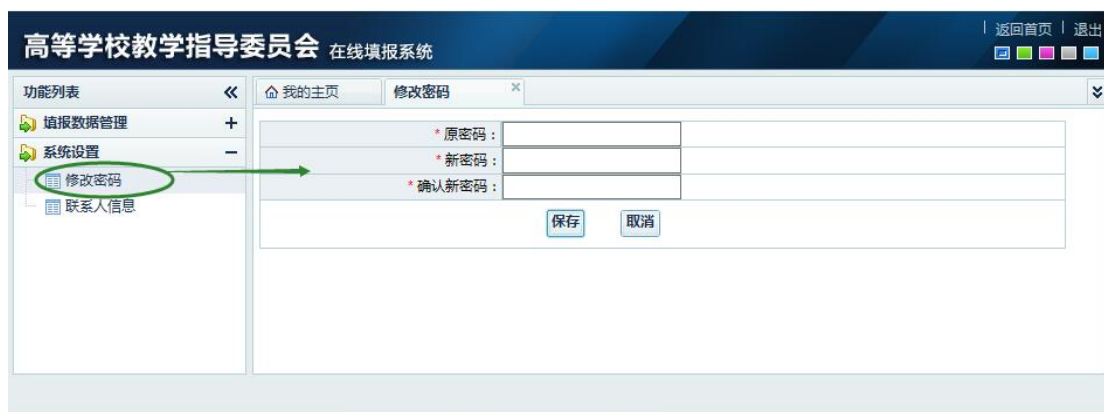 高等学校教学指导委员会 在线填报系统
返回首页 | 退出
功能列表
我的主页
修改密码
填报数据管理
系统设置
修改密码
联系人信息
* 原密码：
* 新密码：
* 确认新密码：
保存 取消